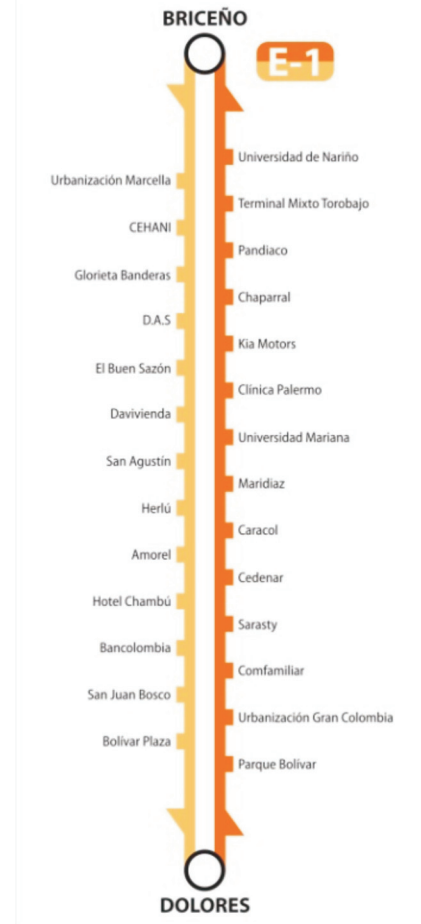 BRICEÑO
E-1
Universidad de Nariño
Urbanización Marcella
Terminal Mixto Torobajo
CEHANI
Pandiaco
Glorieta Banderas
Chaparral
D.A.S
Kia Motors
El Buen Sazón
Clínica Palermo
Davivienda
Universidad Mariana
San Agustín
Maridiaz
Herlú
Caracol
Amorel
Cedenar
Hotel Chambú
Sarasty
Bancolombia
Comfamiliar
San Juan Bosco
Urbanización Gran Colombia
Bolívar Plaza
Parque Bolívar
DOLORES